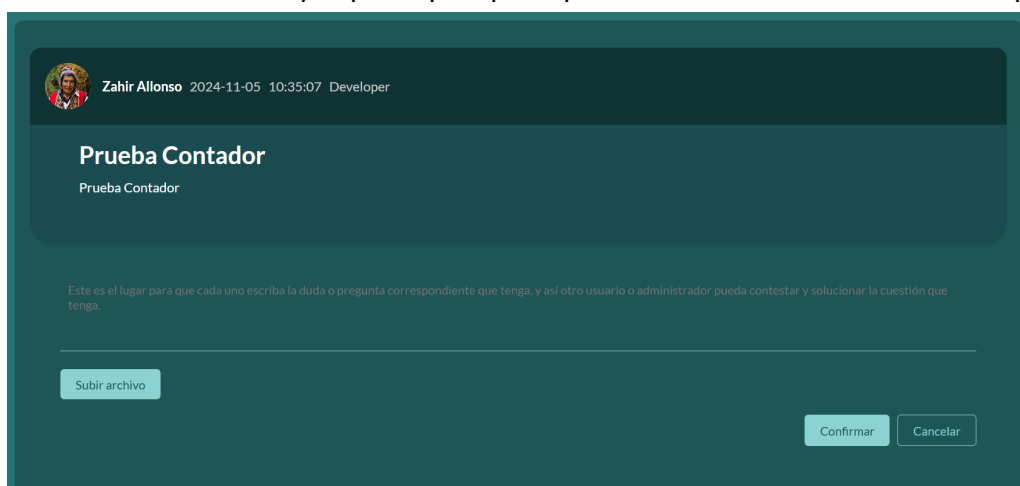 Zahir Allonso 2024-11-05 10:35:07 Developer
Prueba Contador
Prueba Contador
Este es el lugar para que cada uno escriba la duda o pregunta correspondiente que tenga, y asi otro usuario o administrador pueda contestar y solucionar la cuestión que
tenga.
Subir archivo
Confirmar Cancelar